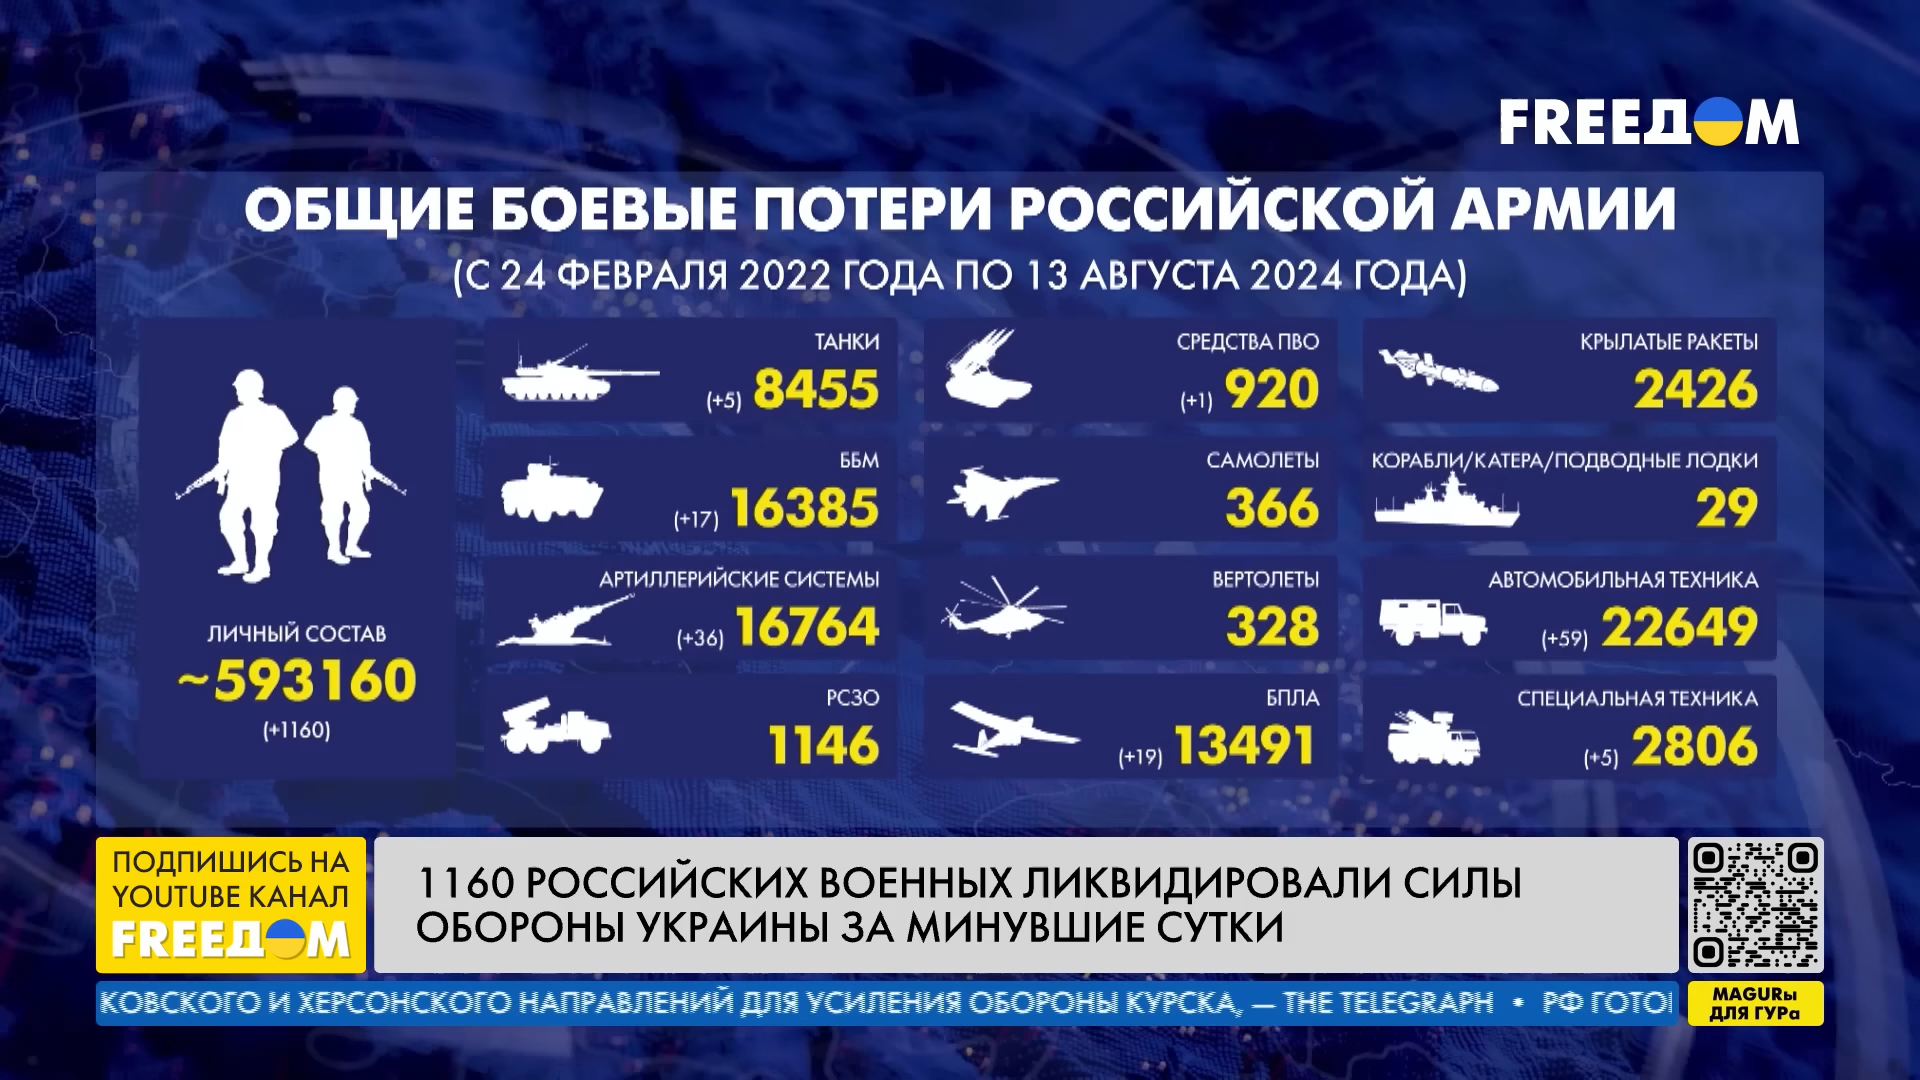 FREEДOM
ОБЩИЕ БОЕВЫЕ ПОТЕРИ РОССИЙСКОЙ АРМИИ
(С 24 ФЕВРАЛЯ 2022 ГОДА ПО 13 АВГУСТА 2024 ГОДА)
ЛИЧНЫЙ СОСТАВ
~593160
(+1160)
ТАНКИ
(+5) 8455
ББМ
(+17) 16385
АРТИЛЛЕРИЙСКИЕ СИСТЕМЫ
(+36) 16764
РСЗО
1146
СРЕДСТВА ПВО
(+1) 920
САМОЛЕТЫ
366
ВЕРТОЛЕТЫ
328
БПЛА
(+19) 13491
КРЫЛАТЫЕ РАКЕТЫ
2426
КОРАБЛИ/КАТЕРА/ПОДВОДНЫЕ ЛОДКИ
29
АВТОМОБИЛЬНАЯ ТЕХНИКА
(+59) 22649
СПЕЦИАЛЬНАЯ ТЕХНИКА
(+5) 2806
ПОДПИШИСЬ НА
YOUTUBE КАНАЛ
FREEДOM
1160 РОССИЙСКИХ ВОЕННЫХ ЛИКВИДИРОВАЛИ СИЛЫ
ОБОРОНЫ УКРАИНЫ ЗА МИНУВШИЕ СУТКИ
КОВСКОГО И ХЕРСОНСКОГО НАПРАВЛЕНИЙ ДЛЯ УСИЛЕНИЯ ОБОРОНЫ КУРСКА, — THE TELEGRAPH • РФ ГОТО
MAGURы
ДЛЯ ГУРа